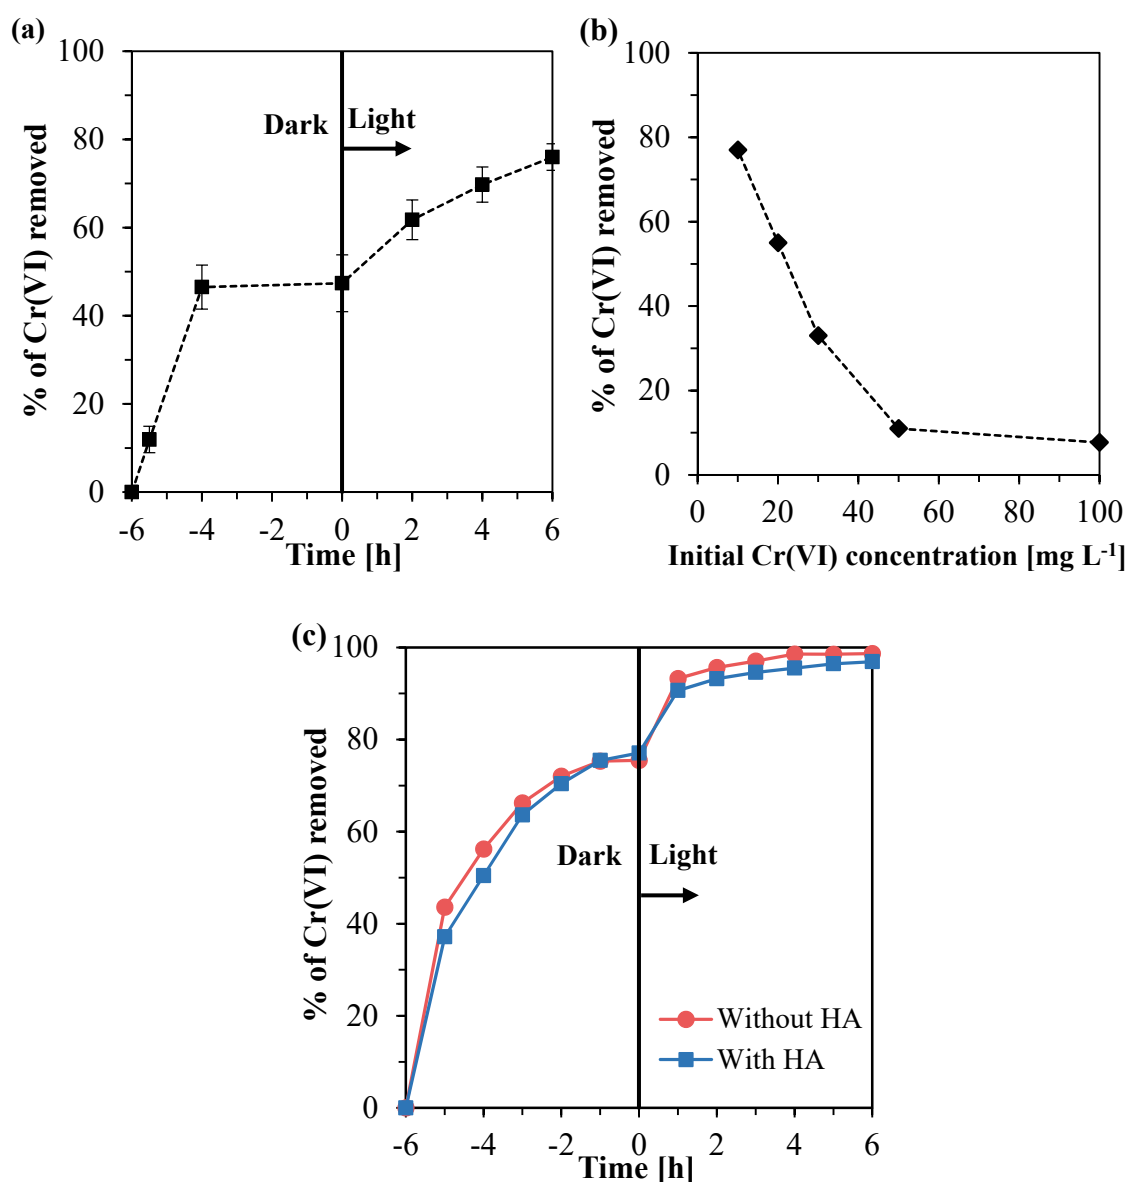 (a)
% of Cr(VI) removed
100
80
60
40
20
0
Dark
Light
-6
-4
-2
0
2
4
6
Time [h]
(b)
% of Cr(VI) removed
100
80
60
40
20
0
0
20
40
60
80
100
Initial Cr(VI) concentration [mg L⁻¹]
(c)
% of Cr(VI) removed
100
80
60
40
20
0
Dark
Light
Without HA
With HA
-6
-4
-2
0
2
4
6
Time [h]